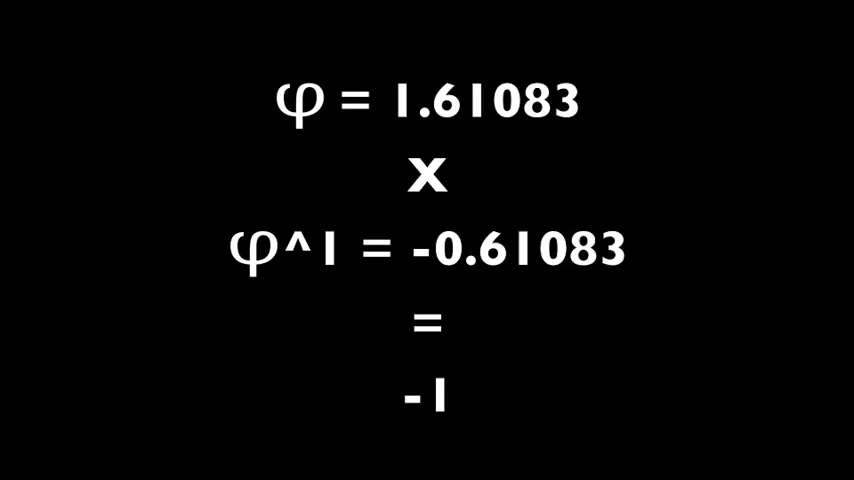 φ = 1.61083
x
φ^1 = -0.61083
=
-1